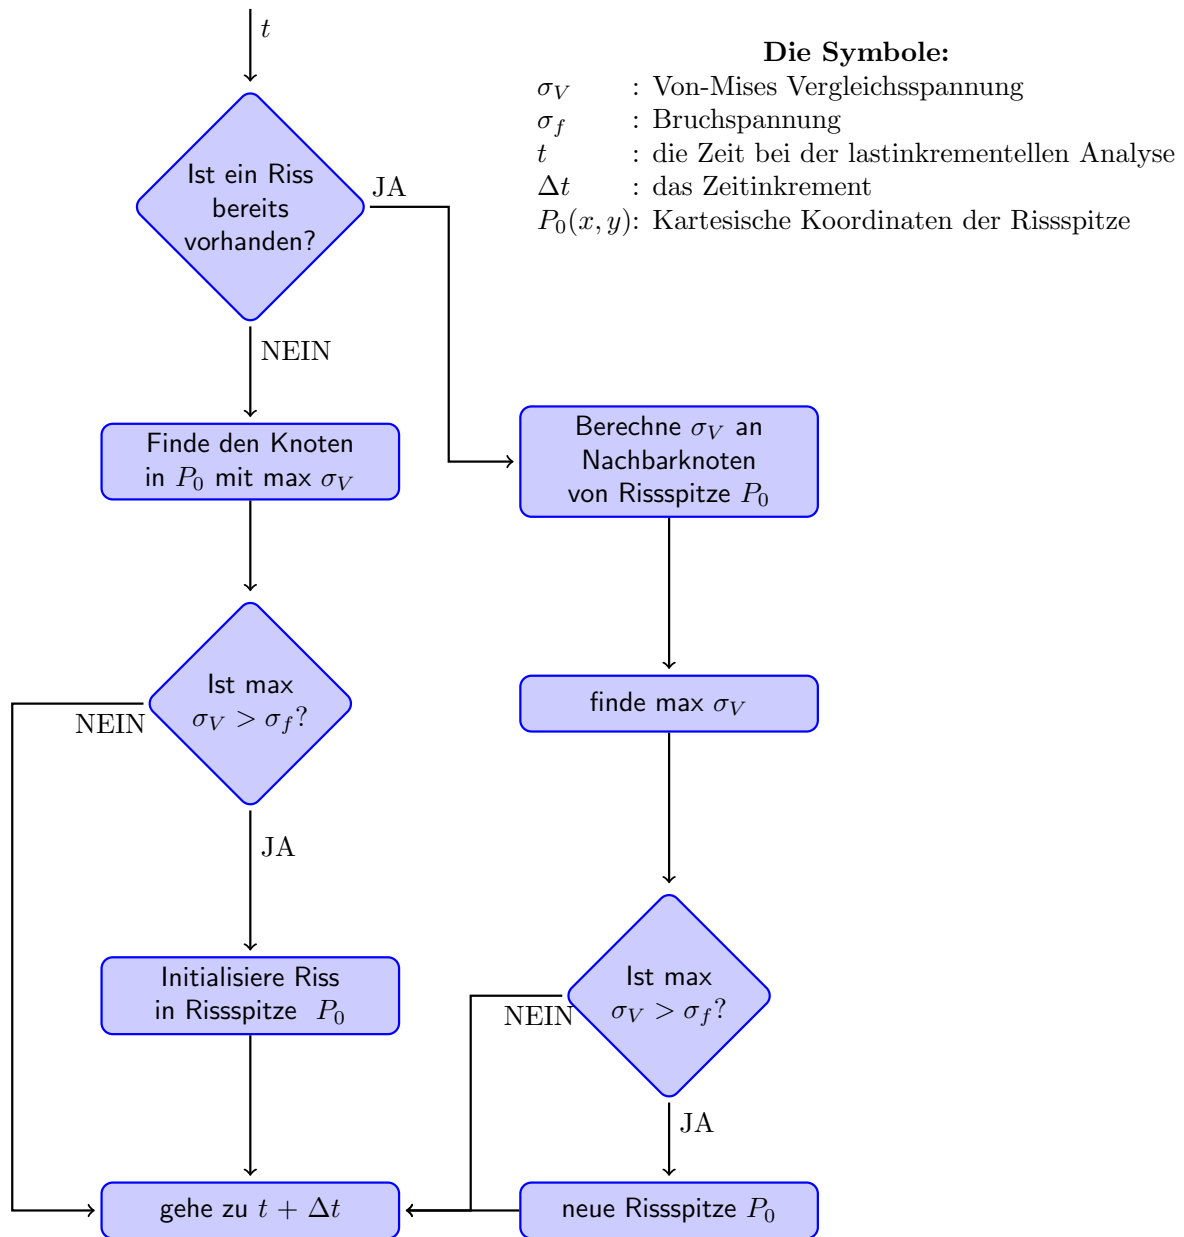 t
Die Symbole:
σ_V : Von-Mises Vergleichsspannung
σ_f : Bruchspannung
t : die Zeit bei der lastinkrementellen Analyse
Δt : das Zeitinkrement
P_0(x, y): Kartesische Koordinaten der Rissspitze
Ist ein Riss
bereits
vorhanden?
JA
NEIN
Finde den Knoten
in P_0 mit max σ_V
Berechne σ_V an
Nachbarknoten
von Rissspitze P_0
Ist max
σ_V > σ_f?
NEIN
JA
finde max σ_V
Initialisiere Riss
in Rissspitze P_0
Ist max
σ_V > σ_f?
NEIN
JA
gehe zu t + Δt
neue Rissspitze P_0